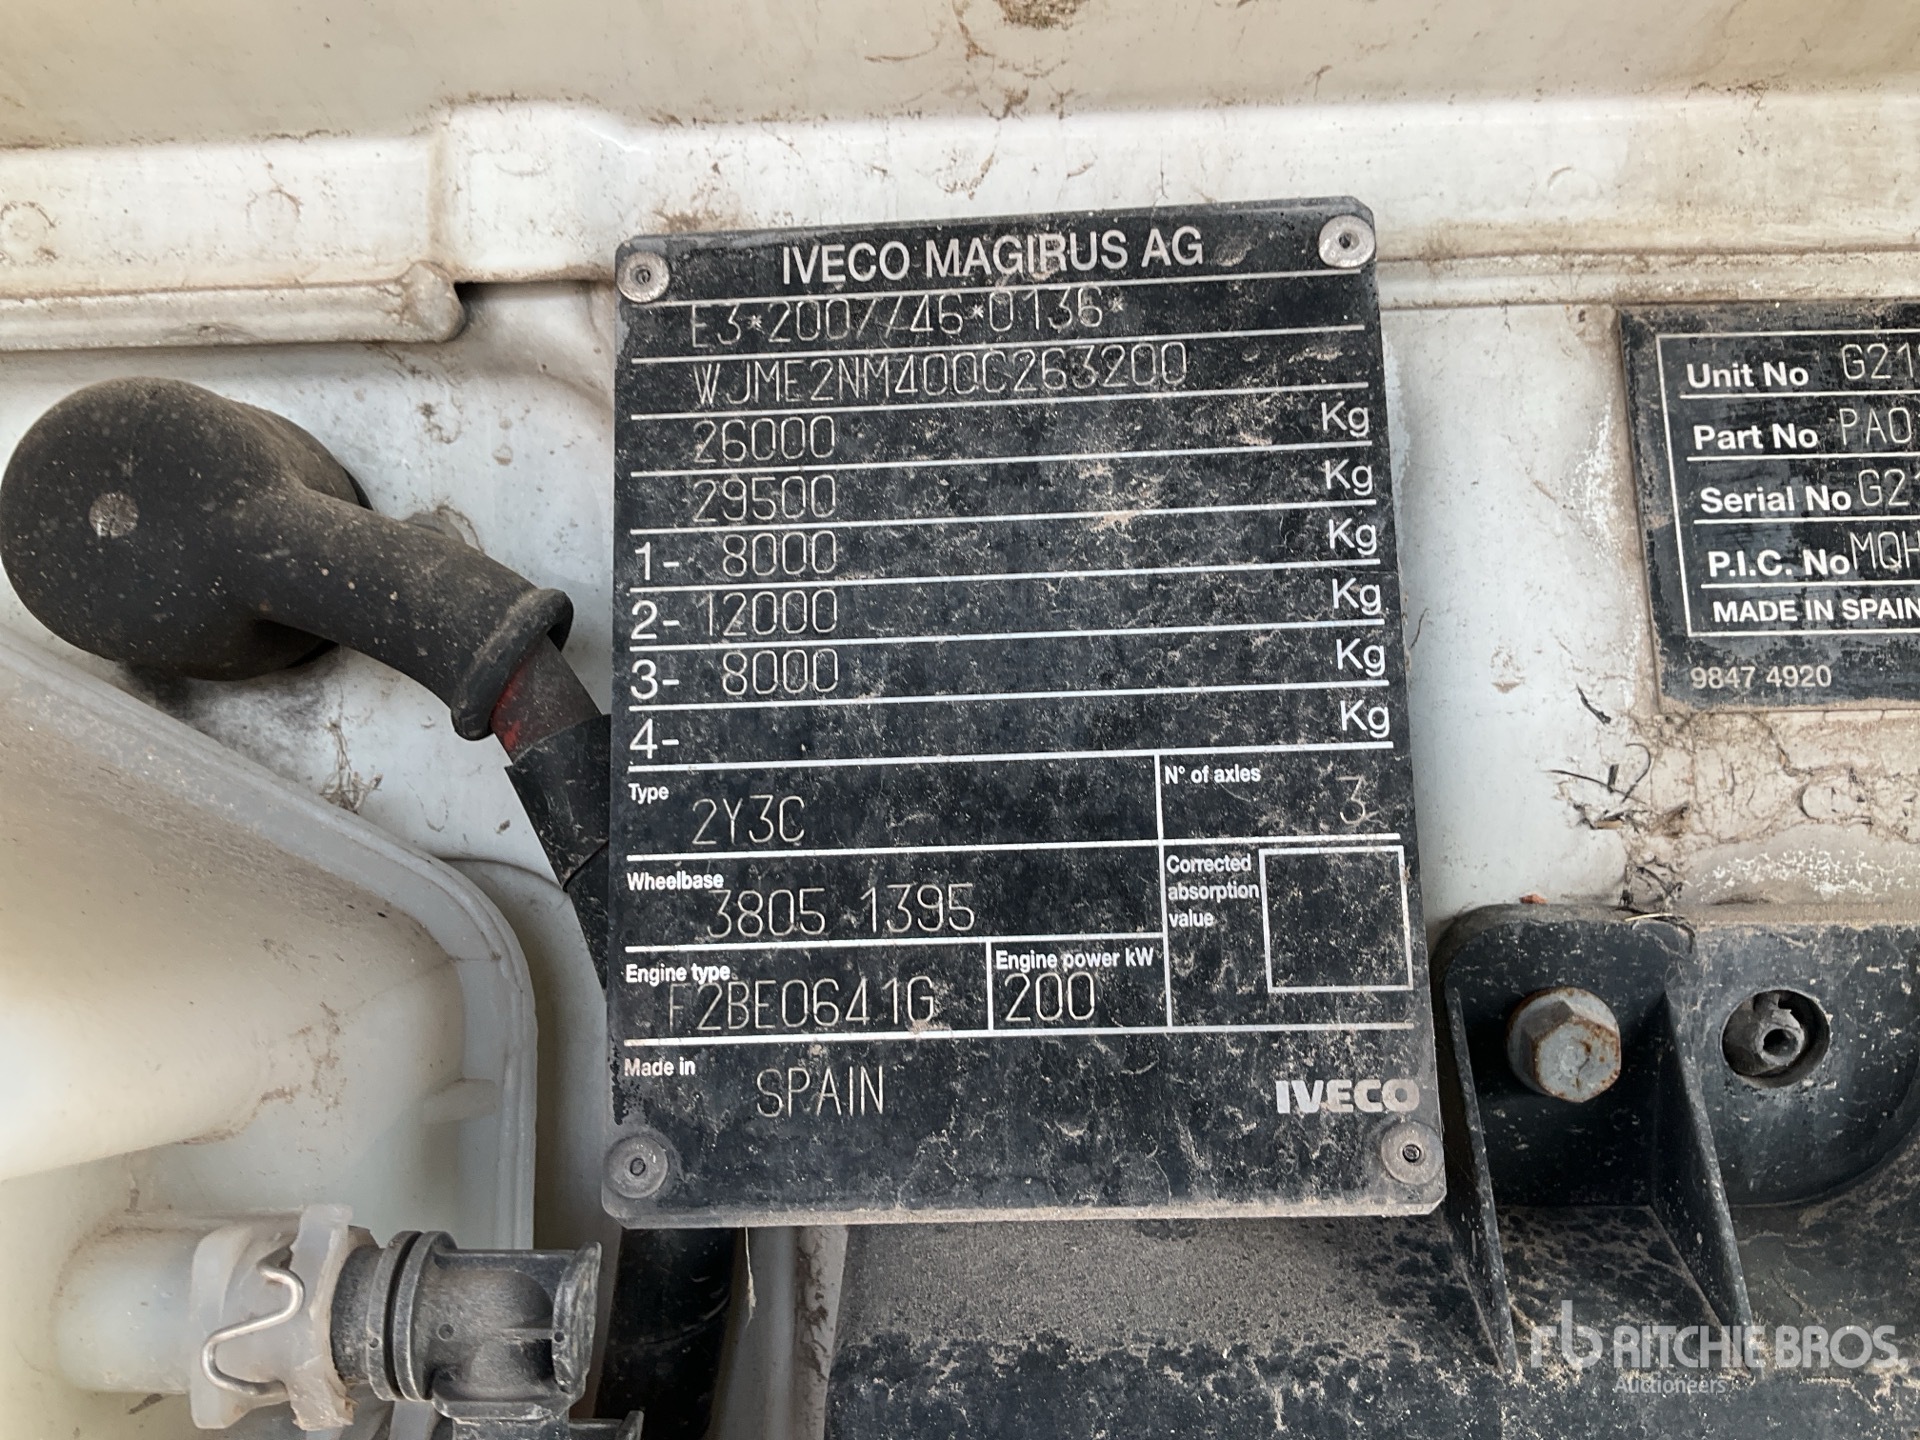 IVECO MAGIRUS AG
E3*2007/46*0136*
WJME2NM400C263200
26000 Kg
29500 Kg
1- 8000 Kg
2- 12000 Kg
3- 8000 Kg
4- Kg
Type 2Y3C
N° of axles 3
Wheelbase 3805 1395
Corrected
absorption
value
Engine type F2BE0641G
Engine power kW 200
Made in SPAIN
IVECO
Unit No
Part No
Serial No
P.I.C. No
MADE IN SPAIN
9847 4920
rb RITCHIE BROS.
Auctioneers